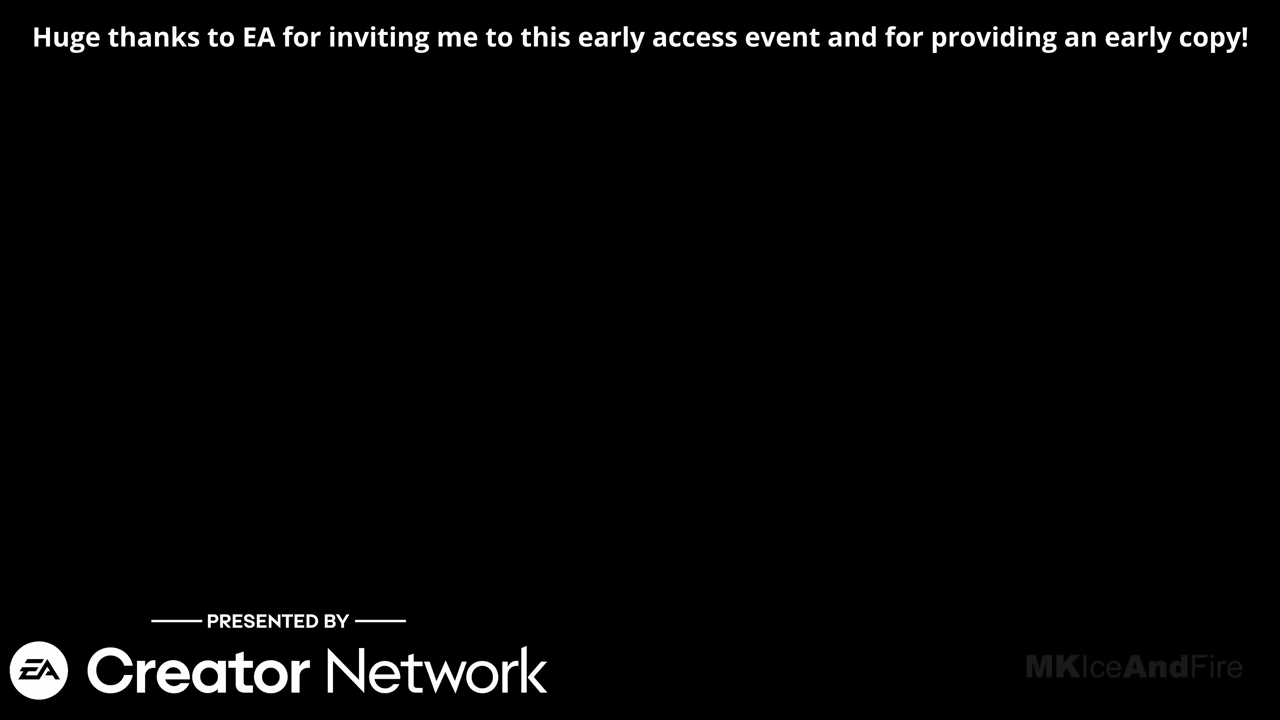 Huge thanks to EA for inviting me to this early access event and for providing an early copy!
PRESENTED BY
EA Creator Network
MKIceAndFire